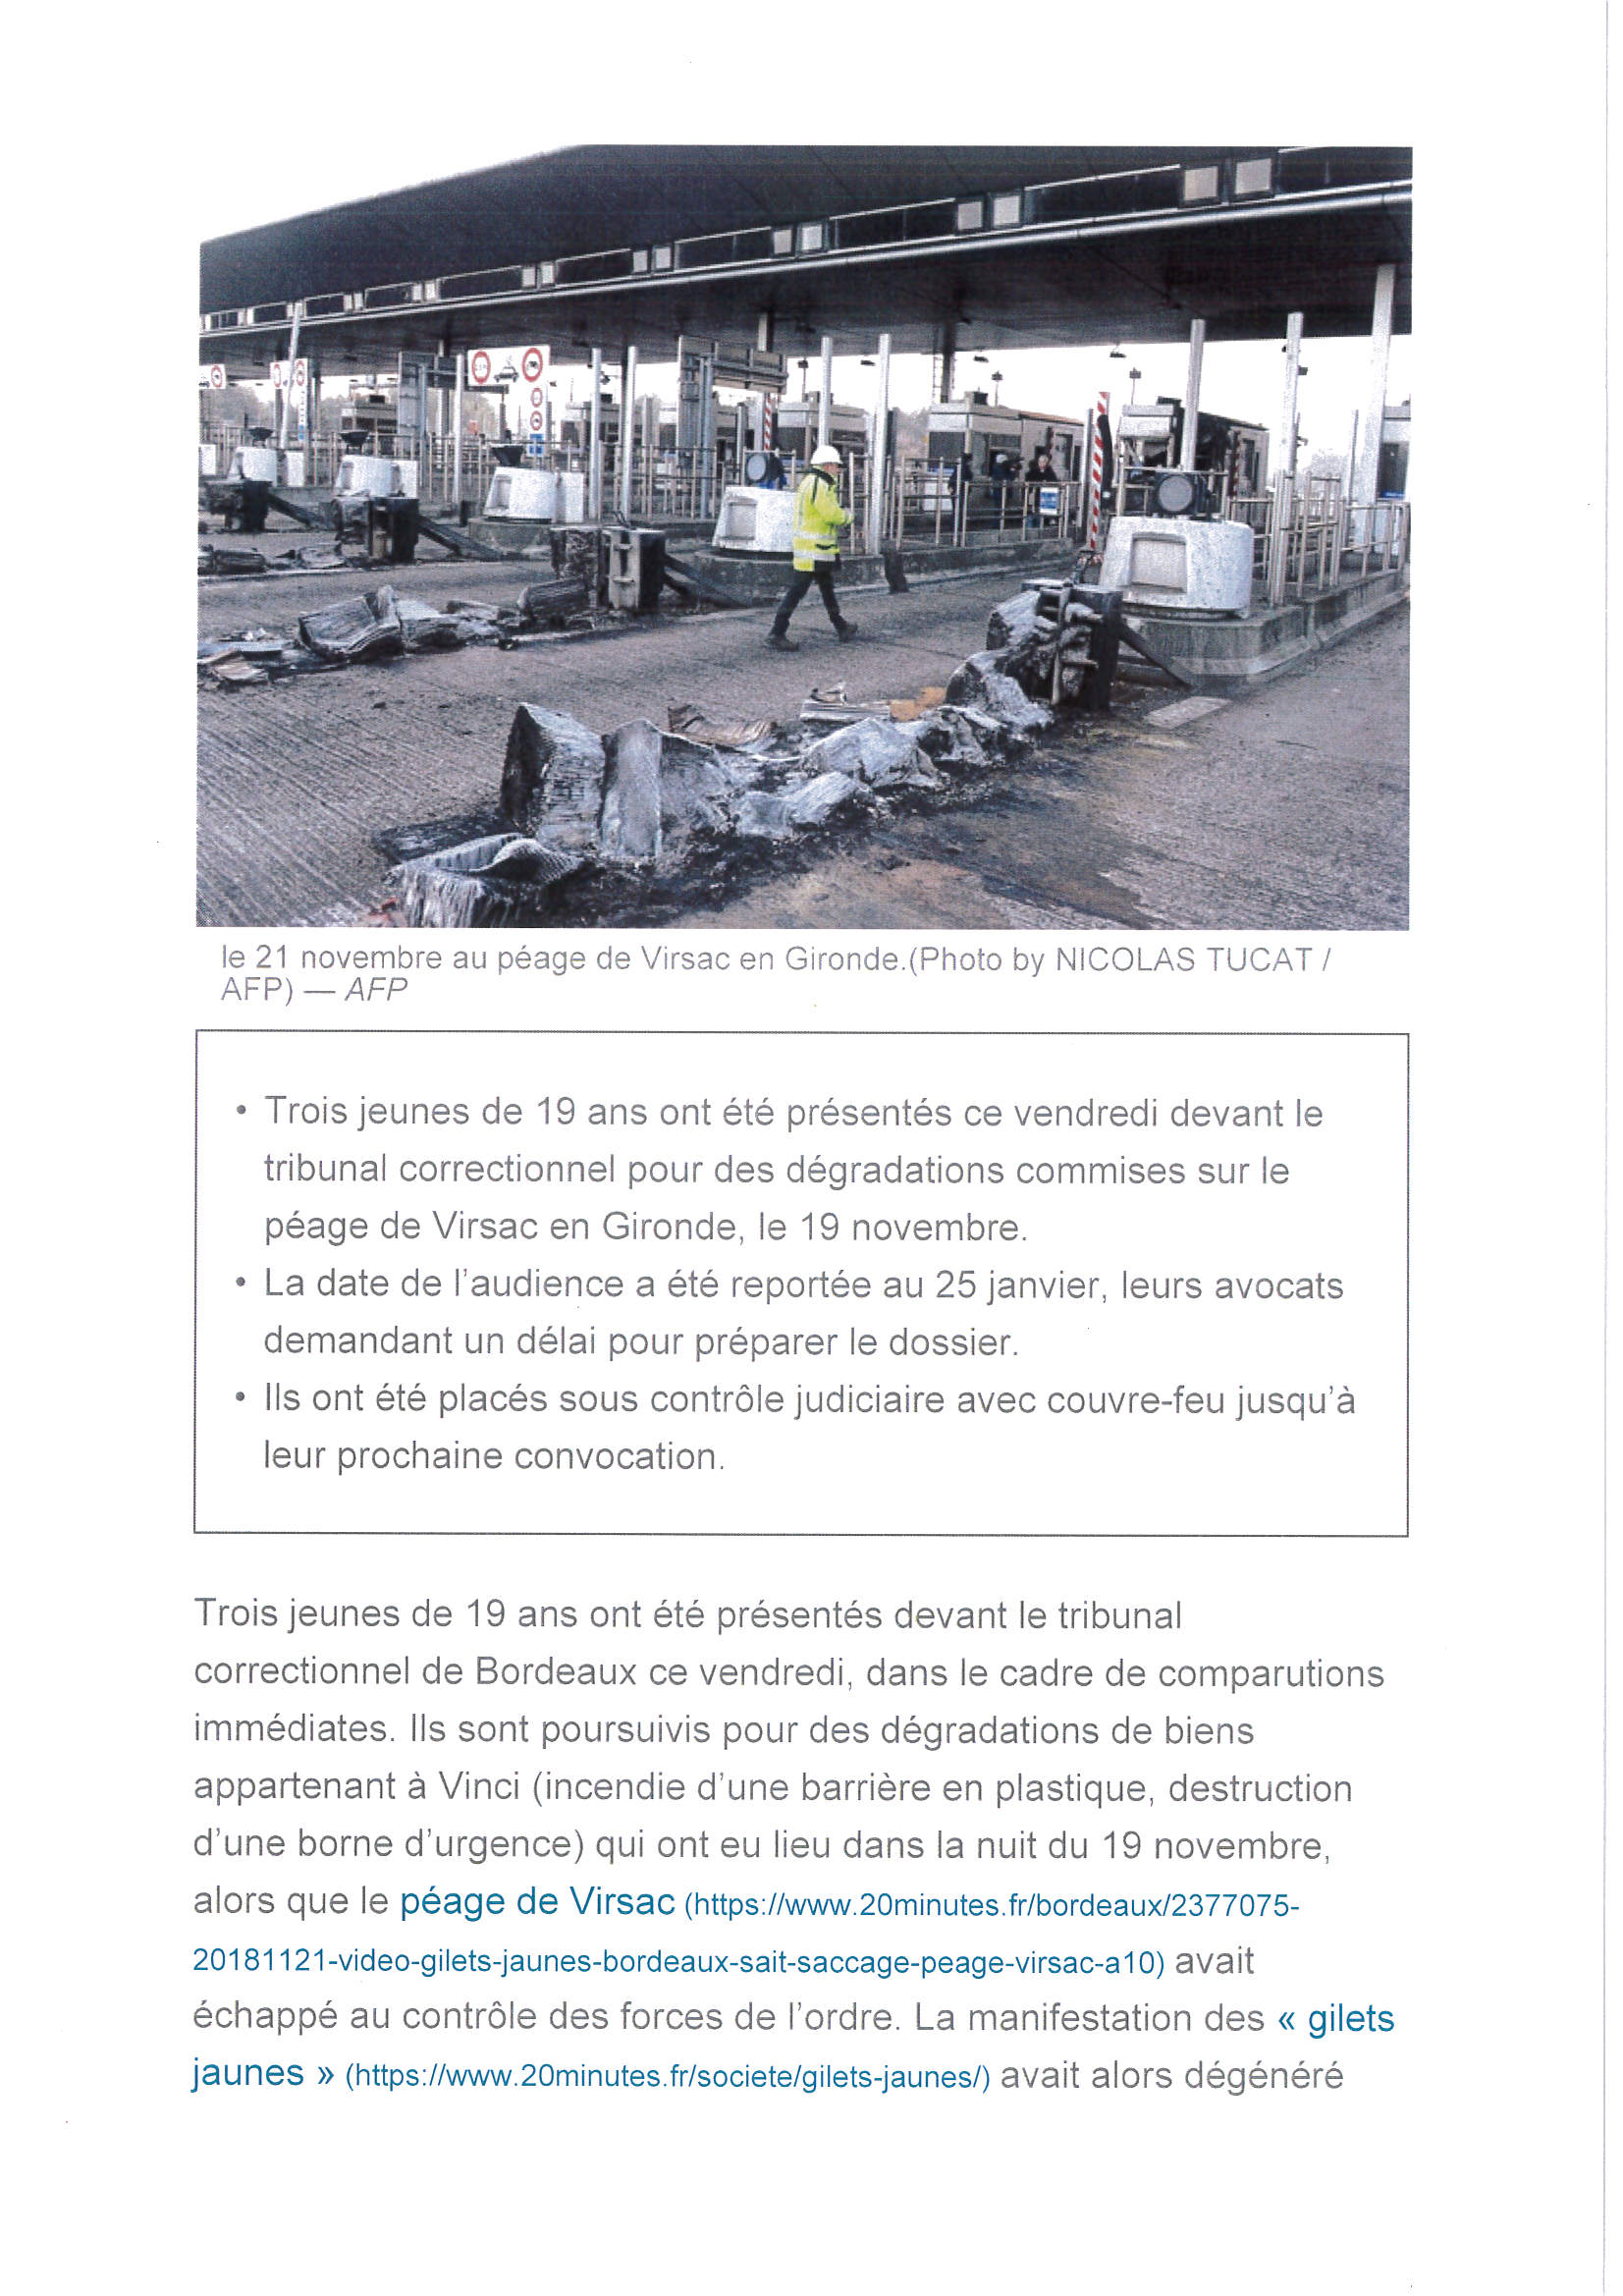 le 21 novembre au péage de Virsac en Gironde.(Photo by NICOLAS TUCAT /
AFP) — AFP
• Trois jeunes de 19 ans ont été présentés ce vendredi devant le
tribunal correctionnel pour des dégradations commises sur le
péage de Virsac en Gironde, le 19 novembre.
• La date de l'audience a été reportée au 25 janvier, leurs avocats
demandant un délai pour préparer le dossier.
• Ils ont été placés sous contrôle judiciaire avec couvre-feu jusqu'à
leur prochaine convocation.
Trois jeunes de 19 ans ont été présentés devant le tribunal
correctionnel de Bordeaux ce vendredi, dans le cadre de comparutions
immédiates. Ils sont poursuivis pour des dégradations de biens
appartenant à Vinci (incendie d'une barrière en plastique, destruction
d'une borne d'urgence) qui ont eu lieu dans la nuit du 19 novembre,
alors que le péage de Virsac (https://www.20minutes.fr/bordeaux/2377075-
20181121-video-gilets-jaunes-bordeaux-sait-saccage-peage-virsac-a10) avait
échappé au contrôle des forces de l'ordre. La manifestation des « gilets
jaunes » (https://www.20minutes.fr/societe/gilets-jaunes/) avait alors dégénéré